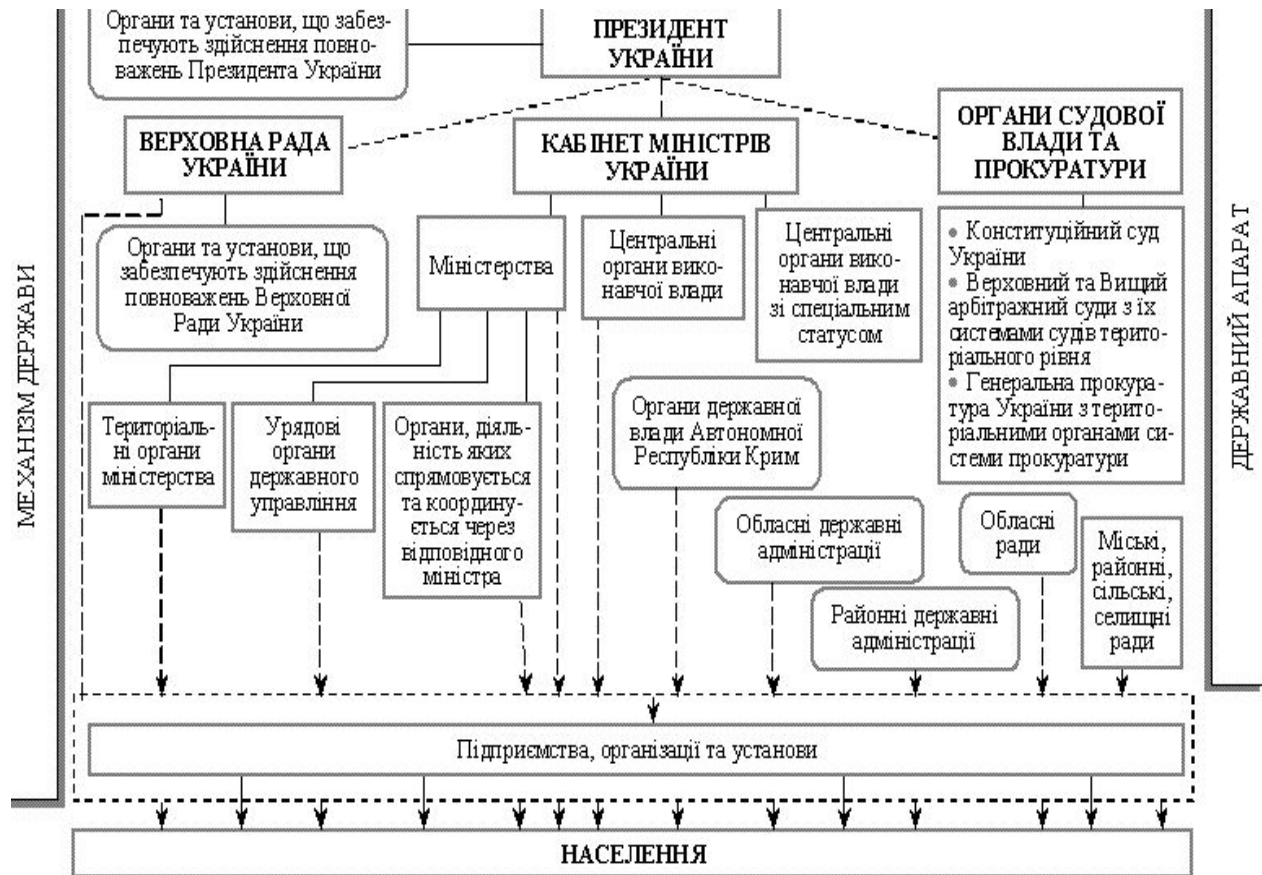 Органи та установи, що забез-
печують здійснення повно-
важень Президента України
ПРЕЗИДЕНТ
УКРАЇНИ
ВЕРХОВНА РАДА
УКРАЇНИ
КАБІНЕТ МІНІСТРІВ
УКРАЇНИ
ОРГАНИ СУДОВОЇ
ВЛАДИ ТА
ПРОКУРАТУРИ
Органи та установи, що
забезпечують здійснення
повноважень Верховної
Ради України
Міністерства
Центральні
органи вико-
навчої влади
Центральні
органи вико-
навчої влади
зі спеціальним
статусом
● Конституційний суд
України
● Верховний та Вищий
арбітражний суди з їх
системами судів терито-
ріального рівня
● Генеральна прокура-
тура України з терито-
ріальними органами си-
стеми прокуратури
Територіаль-
ні органи
міністерства
Урядові
органи
державного
управління
Органи, діяль-
ність яких
спрямовується
та координу-
ється через
відповідного
міністра
Органи державної
влади Автономної
Республіки Крим
Обласні державні
адміністрації
Районні державні
адміністрації
Обласні
ради
Міські,
районні,
сільські,
селищні
ради
Підприємства, організації та установи
НАСЕЛЕННЯ
МЕХАНІЗМ ДЕРЖАВИ
ДЕРЖАВНИЙ АПАРАТ